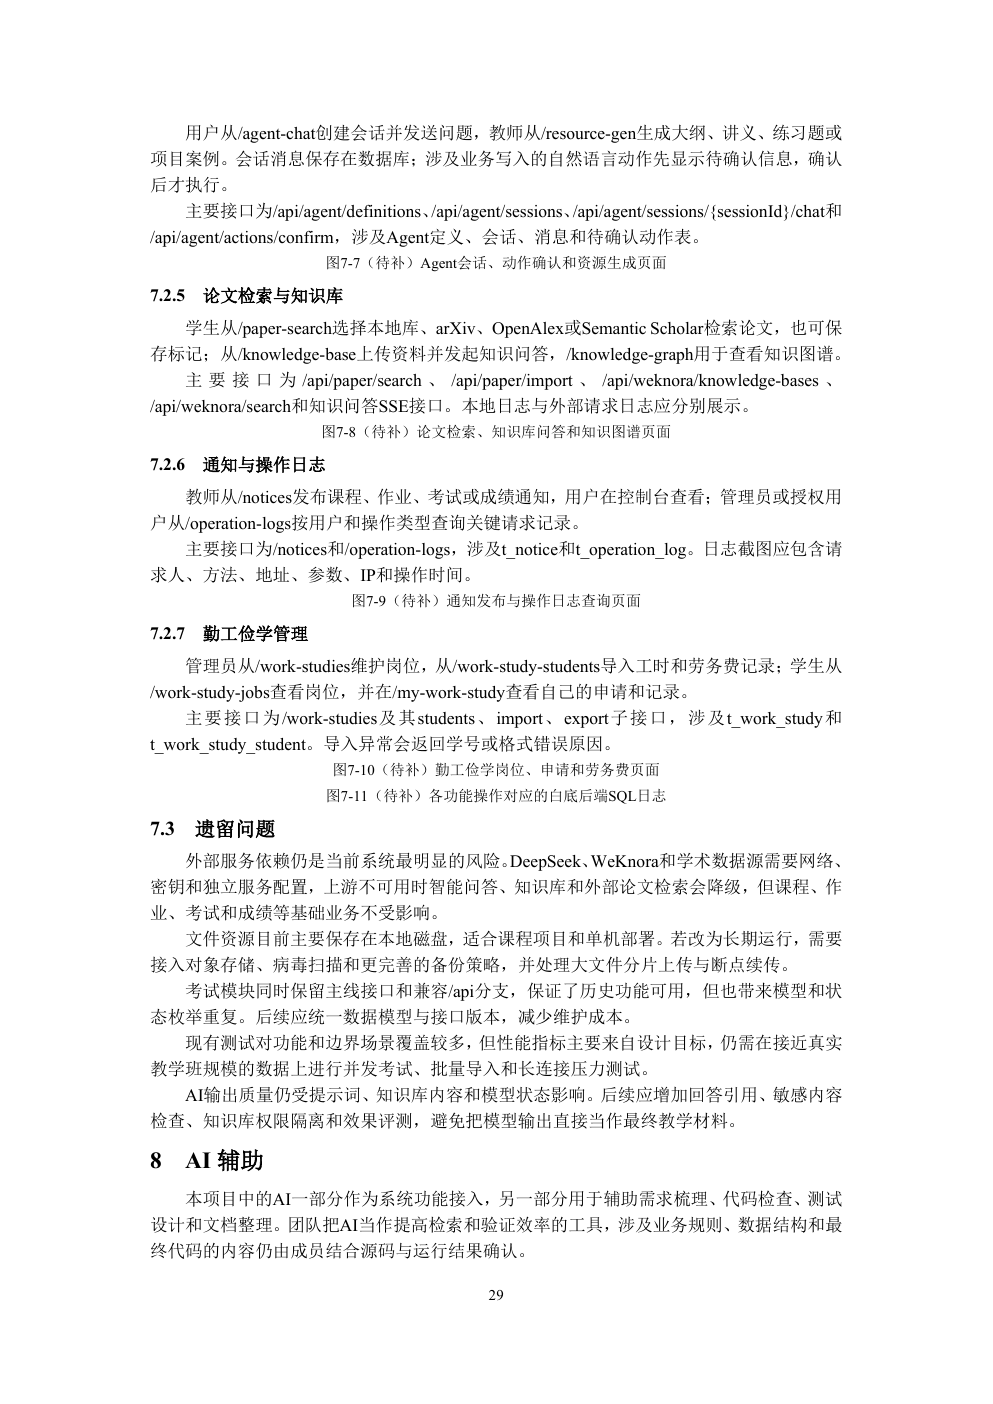 用户从/agent-chat创建会话并发送问题，教师从/resource-gen生成大纲、讲义、练习题或
项目案例。会话消息保存在数据库；涉及业务写入的自然语言动作先显示待确认信息，确认
后才执行。
主要接口为/api/agent/definitions、/api/agent/sessions、/api/agent/sessions/{sessionId}/chat和
/api/agent/actions/confirm，涉及Agent定义、会话、消息和待确认动作表。
图7-7（待补）Agent会话、动作确认和资源生成页面
7.2.5 论文检索与知识库
学生从/paper-search选择本地库、arXiv、OpenAlex或Semantic Scholar检索论文，也可保
存标记；从/knowledge-base上传资料并发起知识问答，/knowledge-graph用于查看知识图谱。
主要接口为/api/paper/search、/api/paper/import、/api/weknora/knowledge-bases、
/api/weknora/search和知识问答SSE接口。本地日志与外部请求日志应分别展示。
图7-8（待补）论文检索、知识库问答和知识图谱页面
7.2.6 通知与操作日志
教师从/notices发布课程、作业、考试或成绩通知，用户在控制台查看；管理员或授权用
户从/operation-logs按用户和操作类型查询关键请求记录。
主要接口为/notices和/operation-logs，涉及t_notice和t_operation_log。日志截图应包含请
求人、方法、地址、参数、IP和操作时间。
图7-9（待补）通知发布与操作日志查询页面
7.2.7 勤工俭学管理
管理员从/work-studies维护岗位，从/work-study-students导入工时和劳务费记录；学生从
/work-study-jobs查看岗位，并在/my-work-study查看自己的申请和记录。
主要接口为/work-studies及其students、import、export子接口，涉及t_work_study和
t_work_study_student。导入异常会返回学号或格式错误原因。
图7-10（待补）勤工俭学岗位、申请和劳务费页面
图7-11（待补）各功能操作对应的白底后端SQL日志
7.3 遗留问题
外部服务依赖仍是当前系统最明显的风险。DeepSeek、WeKnora和学术数据源需要网络、
密钥和独立服务配置，上游不可用时智能问答、知识库和外部论文检索会降级，但课程、作
业、考试和成绩等基础业务不受影响。
文件资源目前主要保存在本地磁盘，适合课程项目和单机部署。若改为长期运行，需要
接入对象存储、病毒扫描和更完善的备份策略，并处理大文件分片上传与断点续传。
考试模块同时保留主线接口和兼容/api分支，保证了历史功能可用，但也带来模型和状
态枚举重复。后续应统一数据模型与接口版本，减少维护成本。
现有测试对功能和边界场景覆盖较多，但性能指标主要来自设计目标，仍需在接近真实
教学班规模的数据上进行并发考试、批量导入和长连接压力测试。
AI输出质量仍受提示词、知识库内容和模型状态影响。后续应增加回答引用、敏感内容
检查、知识库权限隔离和效果评测，避免把模型输出直接当作最终教学材料。
8 AI 辅助
本项目中的AI一部分作为系统功能接入，另一部分用于辅助需求梳理、代码检查、测试
设计和文档整理。团队把AI当作提高检索和验证效率的工具，涉及业务规则、数据结构和最
终代码的内容仍由成员结合源码与运行结果确认。
29